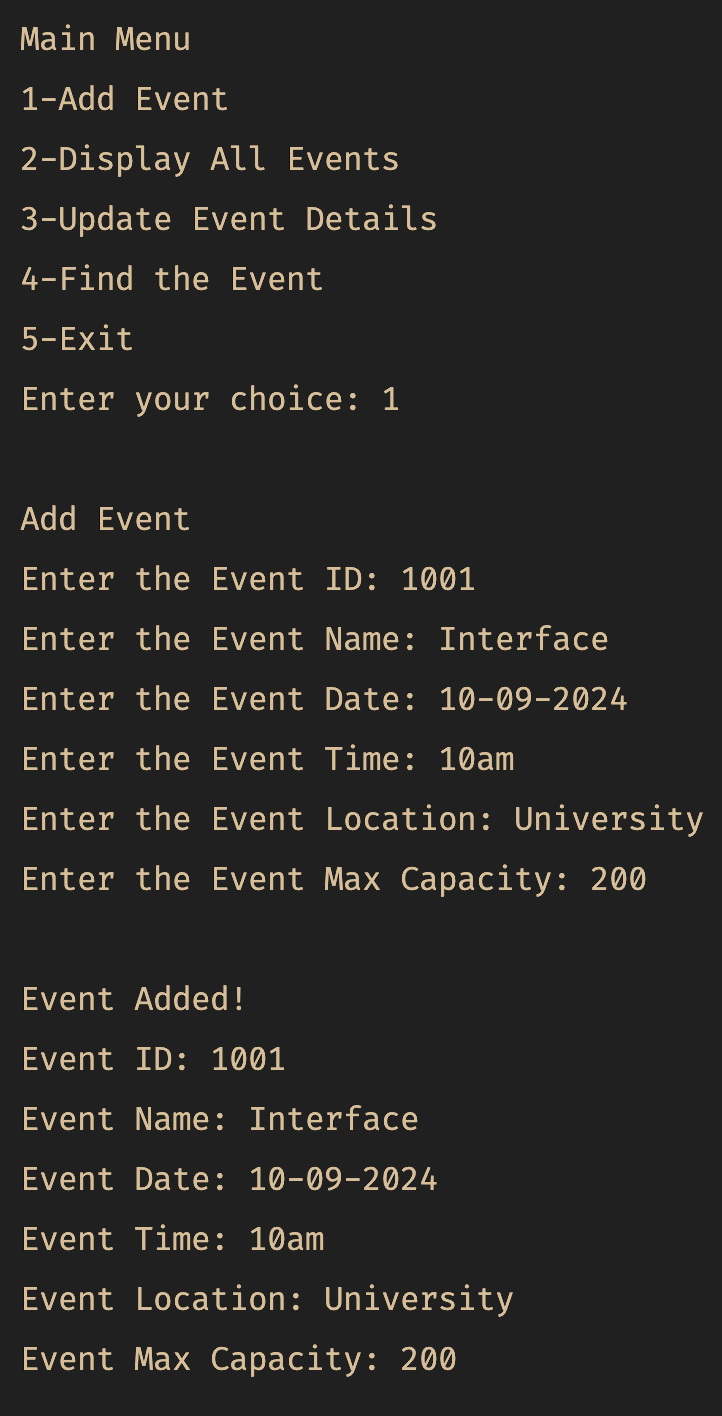 Main Menu
1-Add Event
2-Display All Events
3-Update Event Details
4-Find the Event
5-Exit
Enter your choice: 1
Add Event
Enter the Event ID: 1001
Enter the Event Name: Interface
Enter the Event Date: 10-09-2024
Enter the Event Time: 10am
Enter the Event Location: University
Enter the Event Max Capacity: 200
Event Added!
Event ID: 1001
Event Name: Interface
Event Date: 10-09-2024
Event Time: 10am
Event Location: University
Event Max Capacity: 200